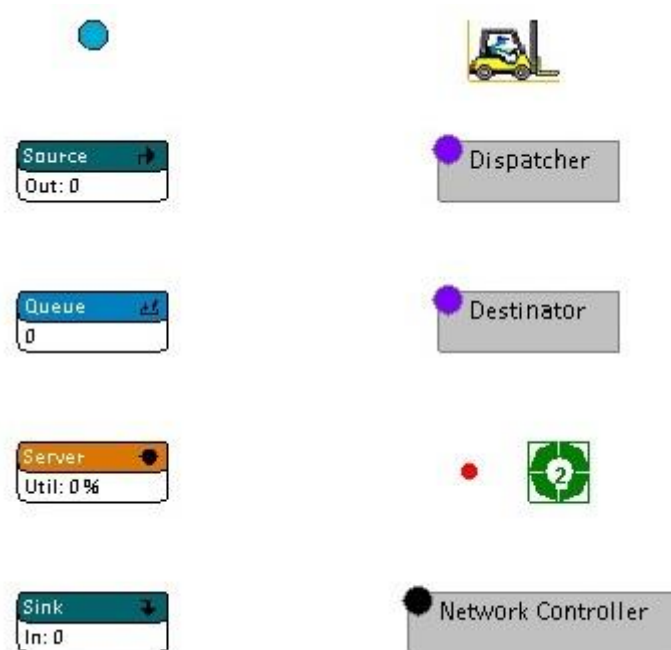 Source
Out: 0
Dispatcher
Queue
0
Destinator
Server
Util: 0%
2
Sink
In: 0
Network Controller